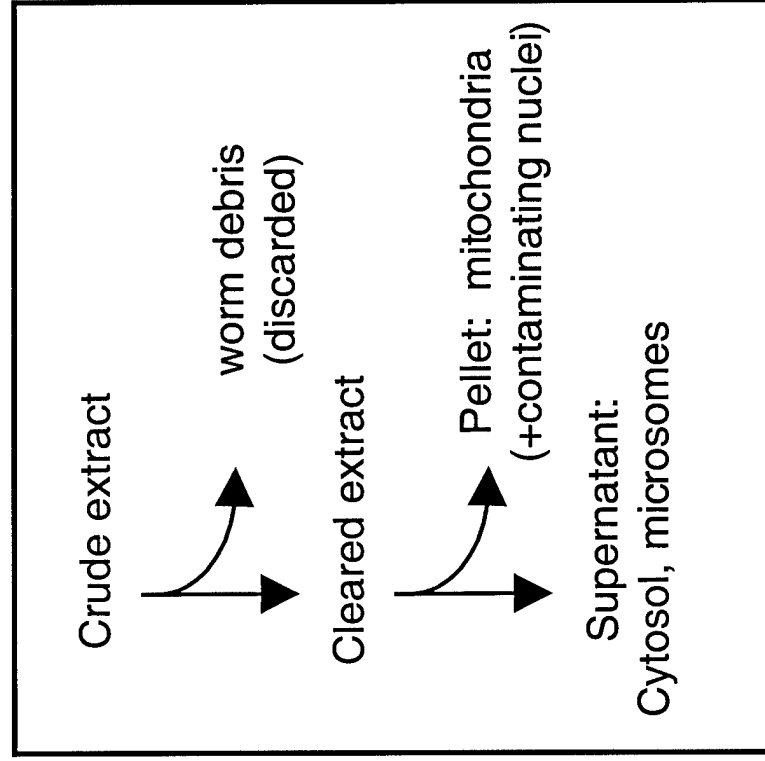 Crude extract
worm debris
(discarded)
Cleared extract
Pellet: mitochondria
(+contaminating nuclei)
Supernatant:
Cytosol, microsomes